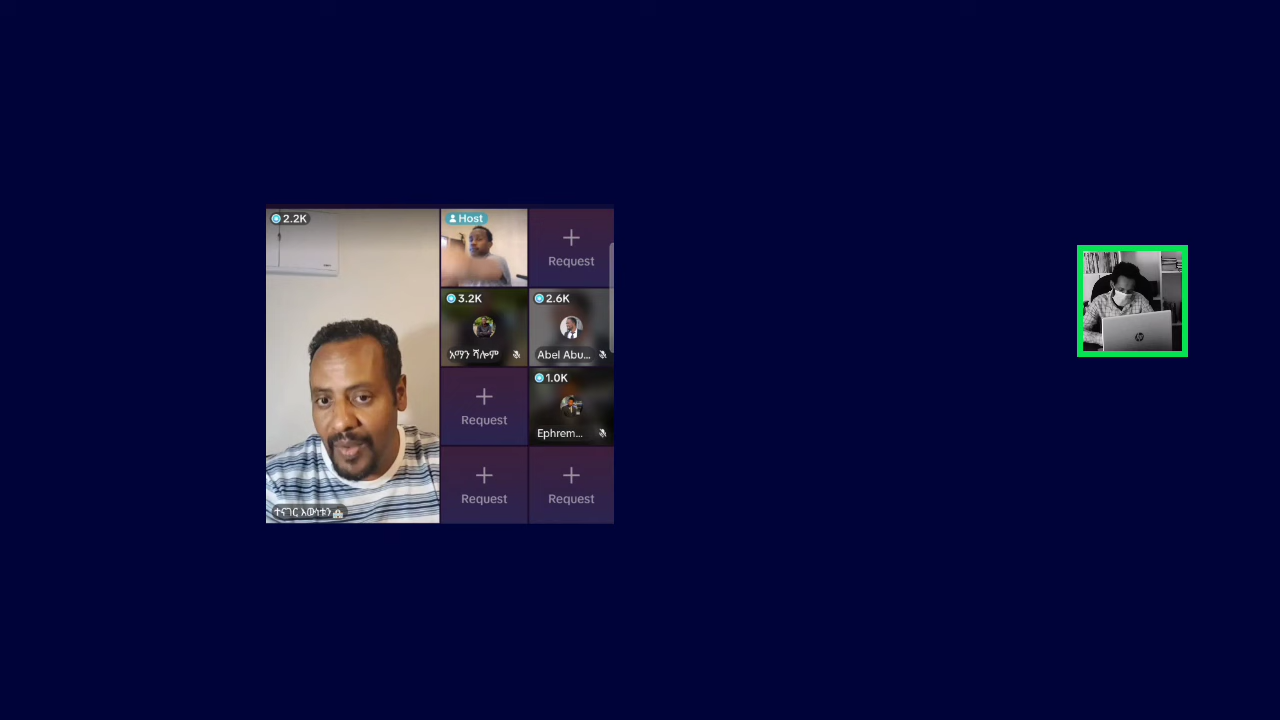 2.2K
Host
Request
3.2K
2.6K
አማን ሻሎም
Abel Abu...
Request
1.0K
Ephrem...
Request
Request
ተናገር እውነቱን
hp